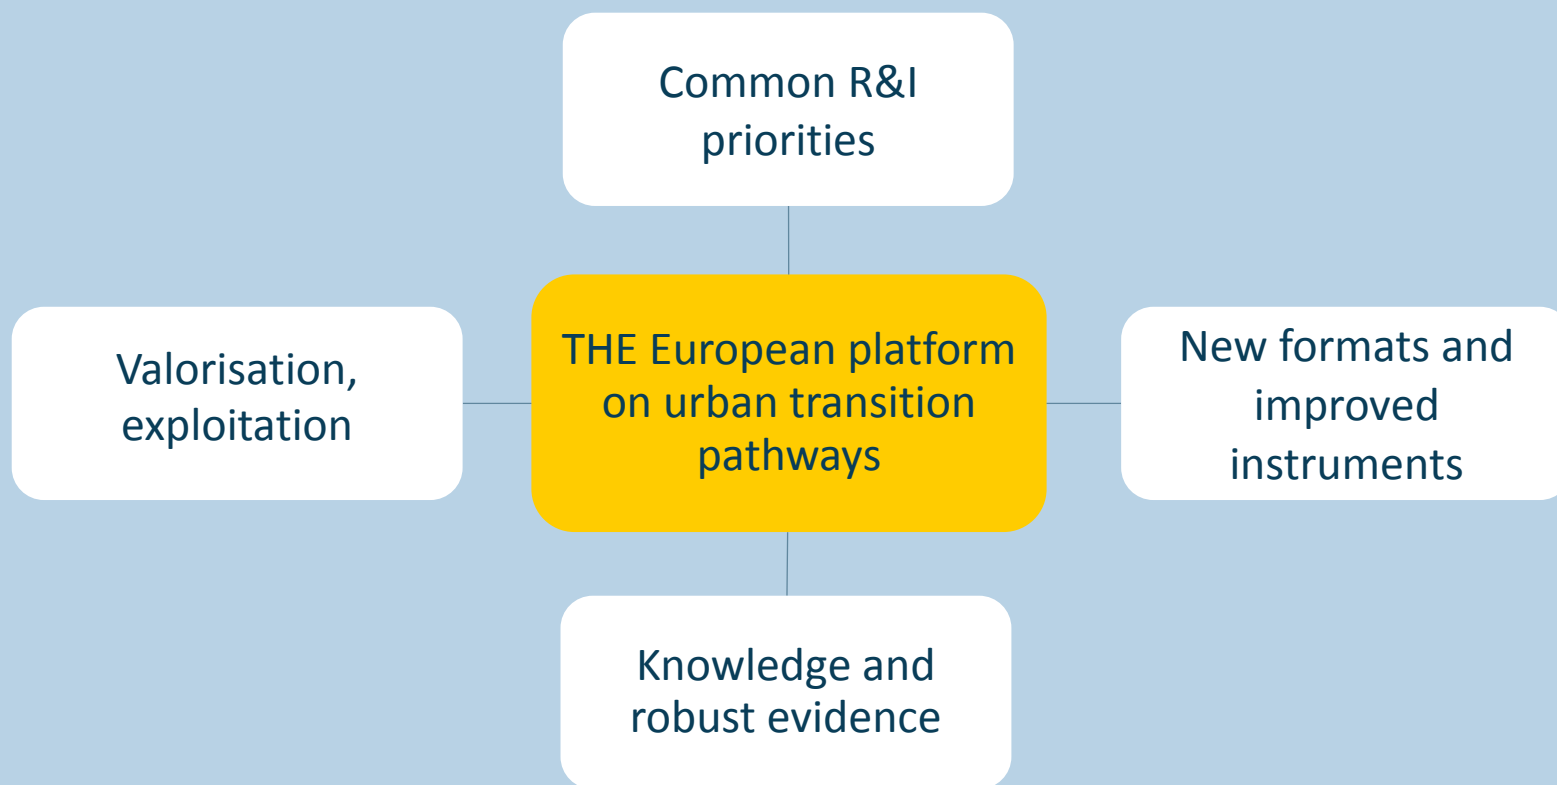 Common R&I
priorities
Valorisation,
exploitation
THE European platform
on urban transition
pathways
New formats and
improved
instruments
Knowledge and
robust evidence